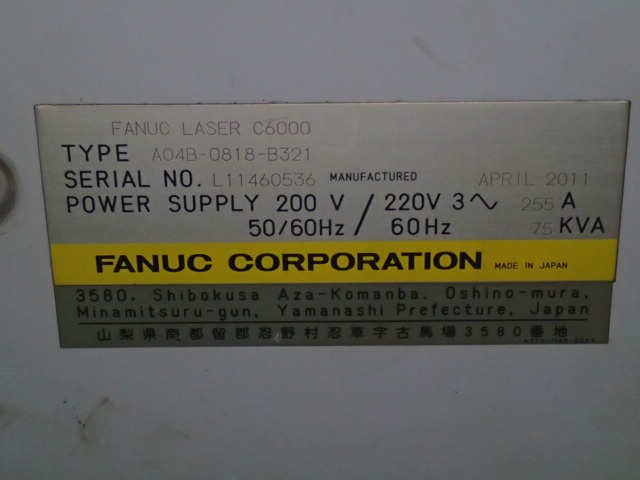 FANUC LASER C6000
TYPE A04B-0818-B321
SERIAL NO. L11460536 MANUFACTURED APRIL 2011
POWER SUPPLY 200 V / 220V 3~ 255 A
50/60Hz / 60Hz 75 KVA
FANUC CORPORATION MADE IN JAPAN
3580, Shibokusa Aza-Komanba, Oshino-mura,
Minamitsuru-gun, Yamanashi Prefecture, Japan
山梨県南都留郡忍野村忍草字古馬場3580番地